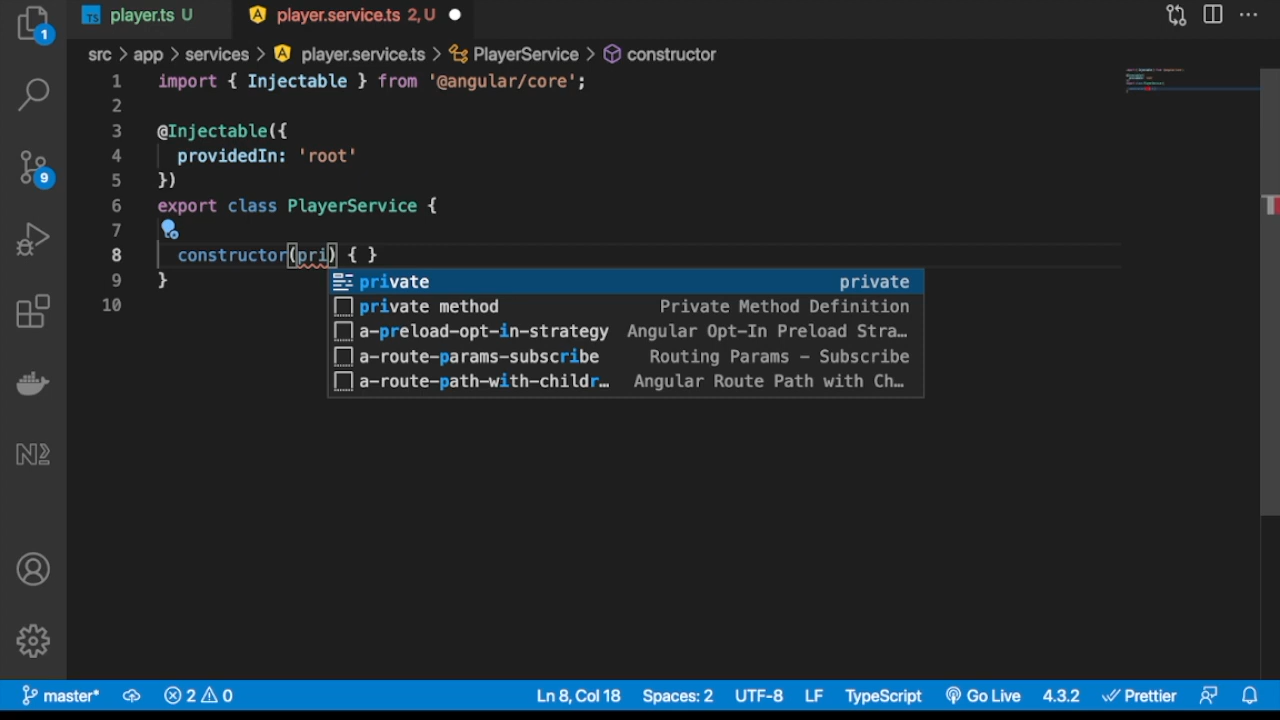 TS player.ts U
player.service.ts 2, U
1
src > app > services > player.service.ts > PlayerService > constructor
1 import { Injectable } from '@angular/core';
2
3 @Injectable({
4 providedIn: 'root'
5 })
6 export class PlayerService {
7
8 constructor(pri) { }
9 }
10
private private
private method Private Method Definition
a-preload-opt-in-strategy Angular Opt-In Preload Stra…
a-route-params-subscribe Routing Params - Subscribe
a-route-path-with-childr… Angular Route Path with Ch…
9
master* 2 0 Ln 8, Col 18 Spaces: 2 UTF-8 LF TypeScript Go Live 4.3.2 Prettier